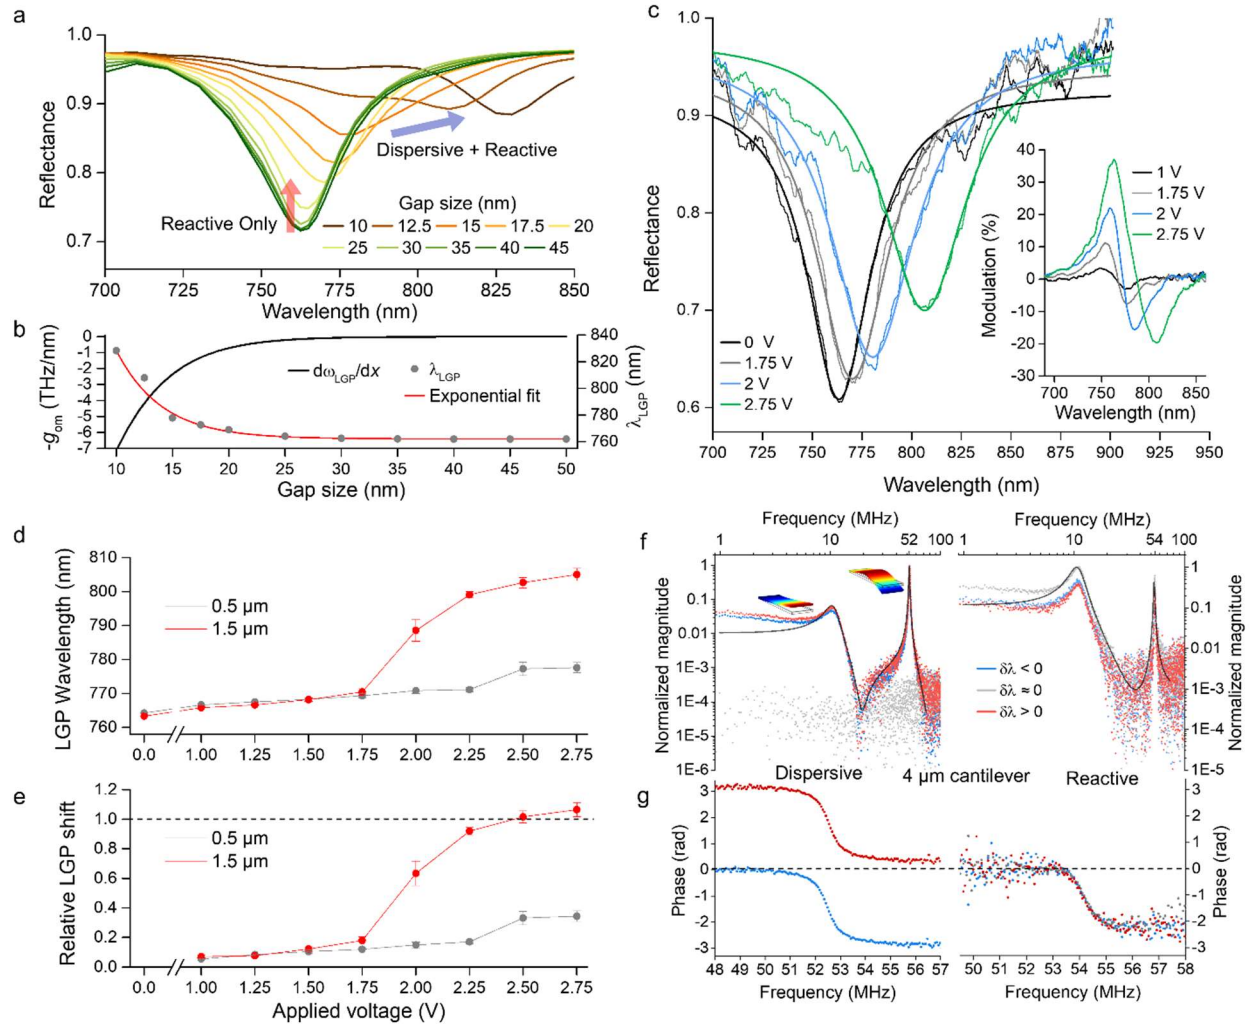 a
1.0
0.9
0.8
0.7
Reflectance
Dispersive + Reactive
Reactive Only
Gap size (nm)
10 12.5 15 17.5 20
25 30 35 40 45
700 725 750 775 800 825 850
Wavelength (nm)
b
0
-1
-2
-3
-4
-5
-6
-7
-gom (THz/nm)
dωLGP/dx
λLGP
Exponential fit
840
820
800
780
760
λLGP (nm)
10 15 20 25 30 35 40 45 50
Gap size (nm)
c
1.0
0.9
0.8
0.7
0.6
Reflectance
0 V
1.75 V
2 V
2.75 V
40
30
20
10
0
-10
-20
-30
Modulation (%)
1 V
1.75 V
2 V
2.75 V
700 750 800 850
Wavelength (nm)
700 725 750 775 800 825 850 875 900 925 950
Wavelength (nm)
d
810
800
790
780
770
760
LGP Wavelength (nm)
0.5 µm
1.5 µm
0.0 1.00 1.25 1.50 1.75 2.00 2.25 2.50 2.75
e
1.2
1.0
0.8
0.6
0.4
0.2
0.0
Relative LGP shift
0.5 µm
1.5 µm
0.0 1.00 1.25 1.50 1.75 2.00 2.25 2.50 2.75
Applied voltage (V)
f
Frequency (MHz)
1 10 52 100
1
0.1
0.01
1E-3
1E-4
1E-5
1E-6
Normalized magnitude
Frequency (MHz)
1 10 54 100
1
0.1
0.01
1E-3
1E-4
1E-5
Normalized magnitude
δλ < 0
δλ ≈ 0
δλ > 0
Dispersive 4 µm cantilever Reactive
g
3
2
1
0
-1
-2
-3
Phase (rad)
48 49 50 51 52 53 54 55 56 57
Frequency (MHz)
3
2
1
0
-1
-2
-3
Phase (rad)
50 51 52 53 54 55 56 57 58
Frequency (MHz)